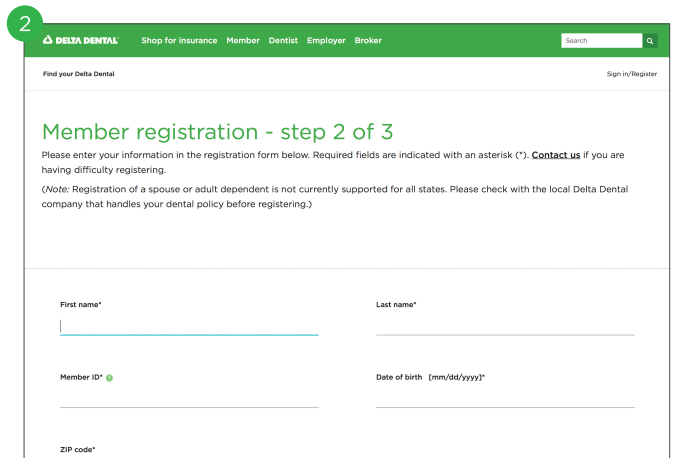 2
DELTA DENTAL Shop for insurance Member Dentist Employer Broker Search
Find your Delta Dental Sign in/Register
Member registration - step 2 of 3
Please enter your information in the registration form below. Required fields are indicated with an asterisk (*). Contact us if you are
having difficulty registering.
(Note: Registration of a spouse or adult dependent is not currently supported for all states. Please check with the local Delta Dental
company that handles your dental policy before registering.)
First name* Last name*
Member ID* Date of birth [mm/dd/yyyy]*
ZIP code*